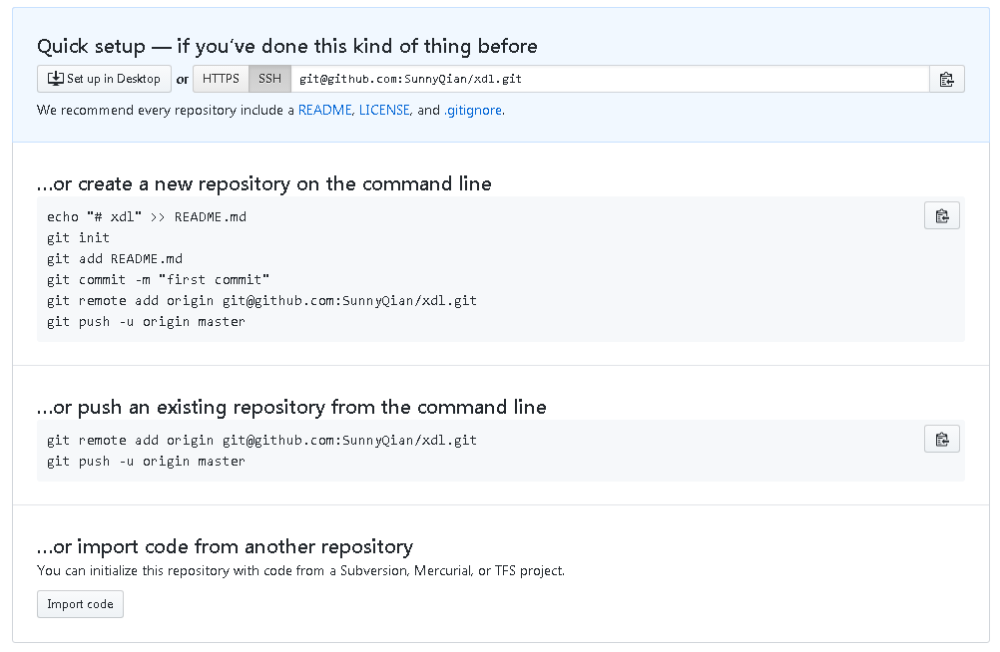 Quick setup — if you’ve done this kind of thing before
Set up in Desktop or HTTPS SSH git@github.com:SunnyQian/xdl.git
We recommend every repository include a README, LICENSE, and .gitignore.
…or create a new repository on the command line
echo "# xdl" >> README.md
git init
git add README.md
git commit -m "first commit"
git remote add origin git@github.com:SunnyQian/xdl.git
git push -u origin master
…or push an existing repository from the command line
git remote add origin git@github.com:SunnyQian/xdl.git
git push -u origin master
…or import code from another repository
You can initialize this repository with code from a Subversion, Mercurial, or TFS project.
Import code